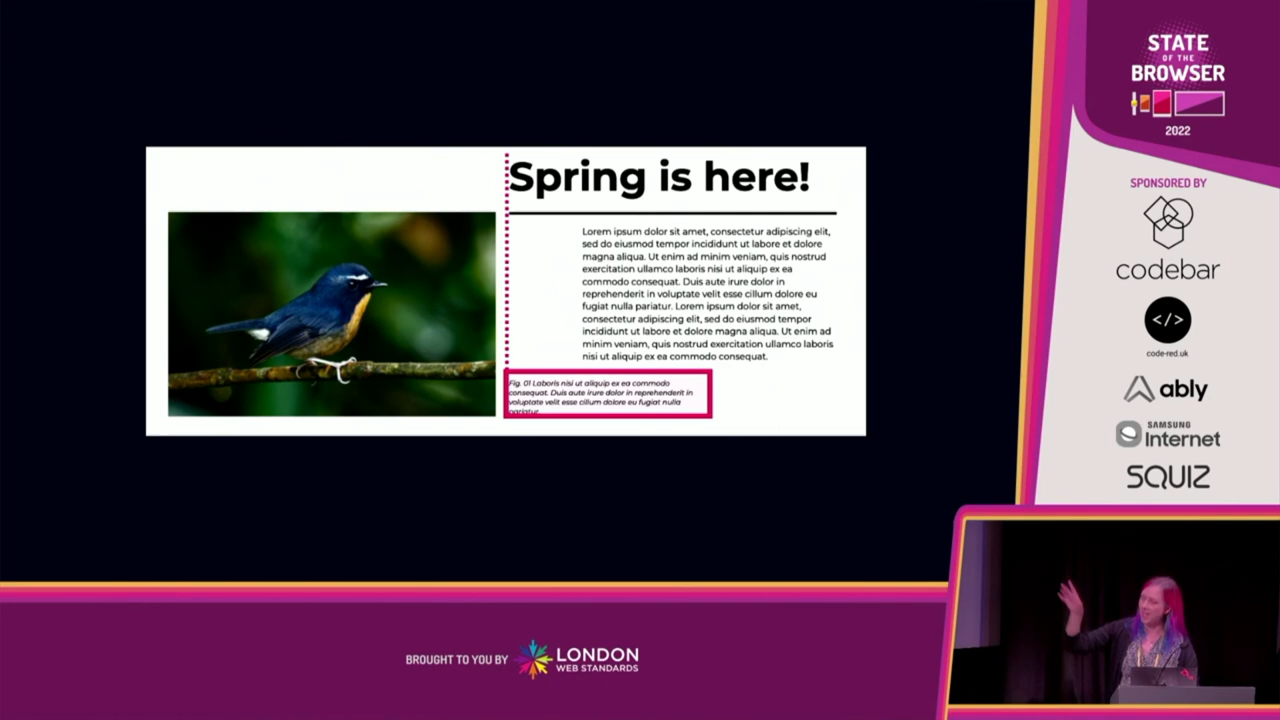 Spring is here!
Lorem ipsum dolor sit amet, consectetur adipiscing elit,
sed do eiusmod tempor incididunt ut labore et dolore
magna aliqua. Ut enim ad minim veniam, quis nostrud
exercitation ullamco laboris nisi ut aliquip ex ea
commodo consequat. Duis aute irure dolor in
reprehenderit in voluptate velit esse cillum dolore eu
fugiat nulla pariatur. Lorem ipsum dolor sit amet,
consectetur adipiscing elit, sed do eiusmod tempor
incididunt ut labore et dolore magna aliqua. Ut enim ad
minim veniam, quis nostrud exercitation ullamco laboris
nisi ut aliquip ex ea commodo consequat.
Fig. 01 Laboris nisi ut aliquip ex ea commodo
consequat. Duis aute irure dolor in reprehenderit in
voluptate velit esse cillum dolore eu fugiat nulla
pariatur.
STATE
OF THE
BROWSER
2022
SPONSORED BY
codebar
</>
code-red.uk
ably
SAMSUNG
Internet
SQUIZ
BROUGHT TO YOU BY
LONDON
WEB STANDARDS